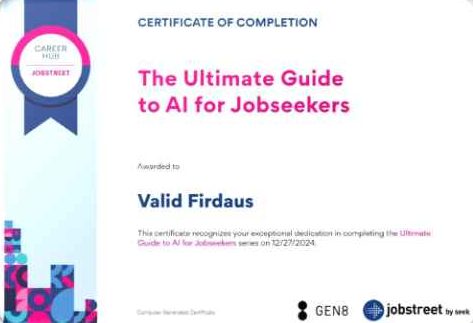 CERTIFICATE OF COMPLETION
CAREER
HUB
JOBSTREET
The Ultimate Guide
to AI for Jobseekers
Awarded to
Valid Firdaus
This certificate recognizes your exceptional dedication in completing the Ultimate
Guide to AI for Jobseekers series on 12/27/2024.
Computer Generated Certificate
GEN8
jobstreet by seek